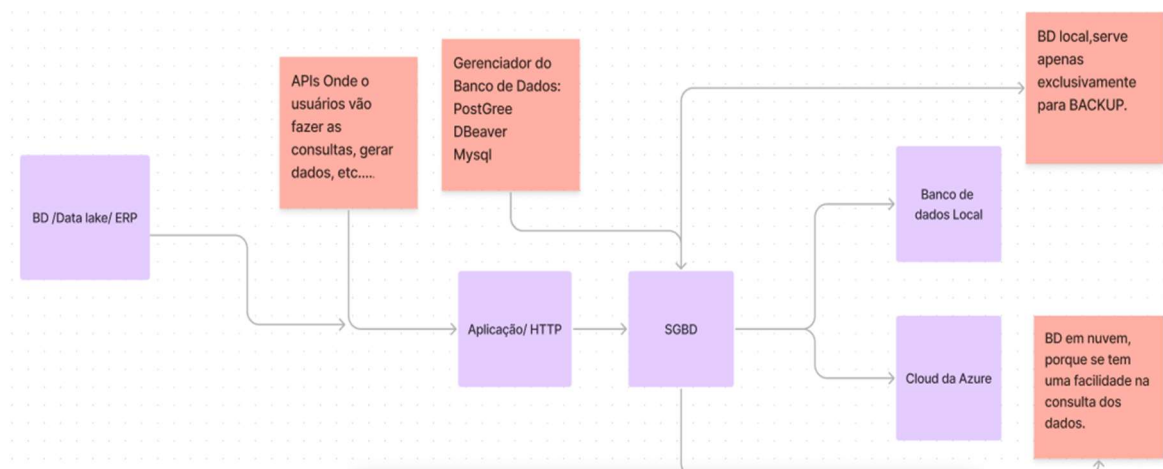 BD /Data lake/ ERP
APIs Onde o
usuários vão
fazer as
consultas, gerar
dados, etc.....
Gerenciador do
Banco de Dados:
PostGree
DBeaver
Mysql
Aplicação/ HTTP
SGBD
BD local,serve
apenas
exclusivamente
para BACKUP.
Banco de
dados Local
Cloud da Azure
BD em nuvem,
porque se tem
uma facilidade na
consulta dos
dados.